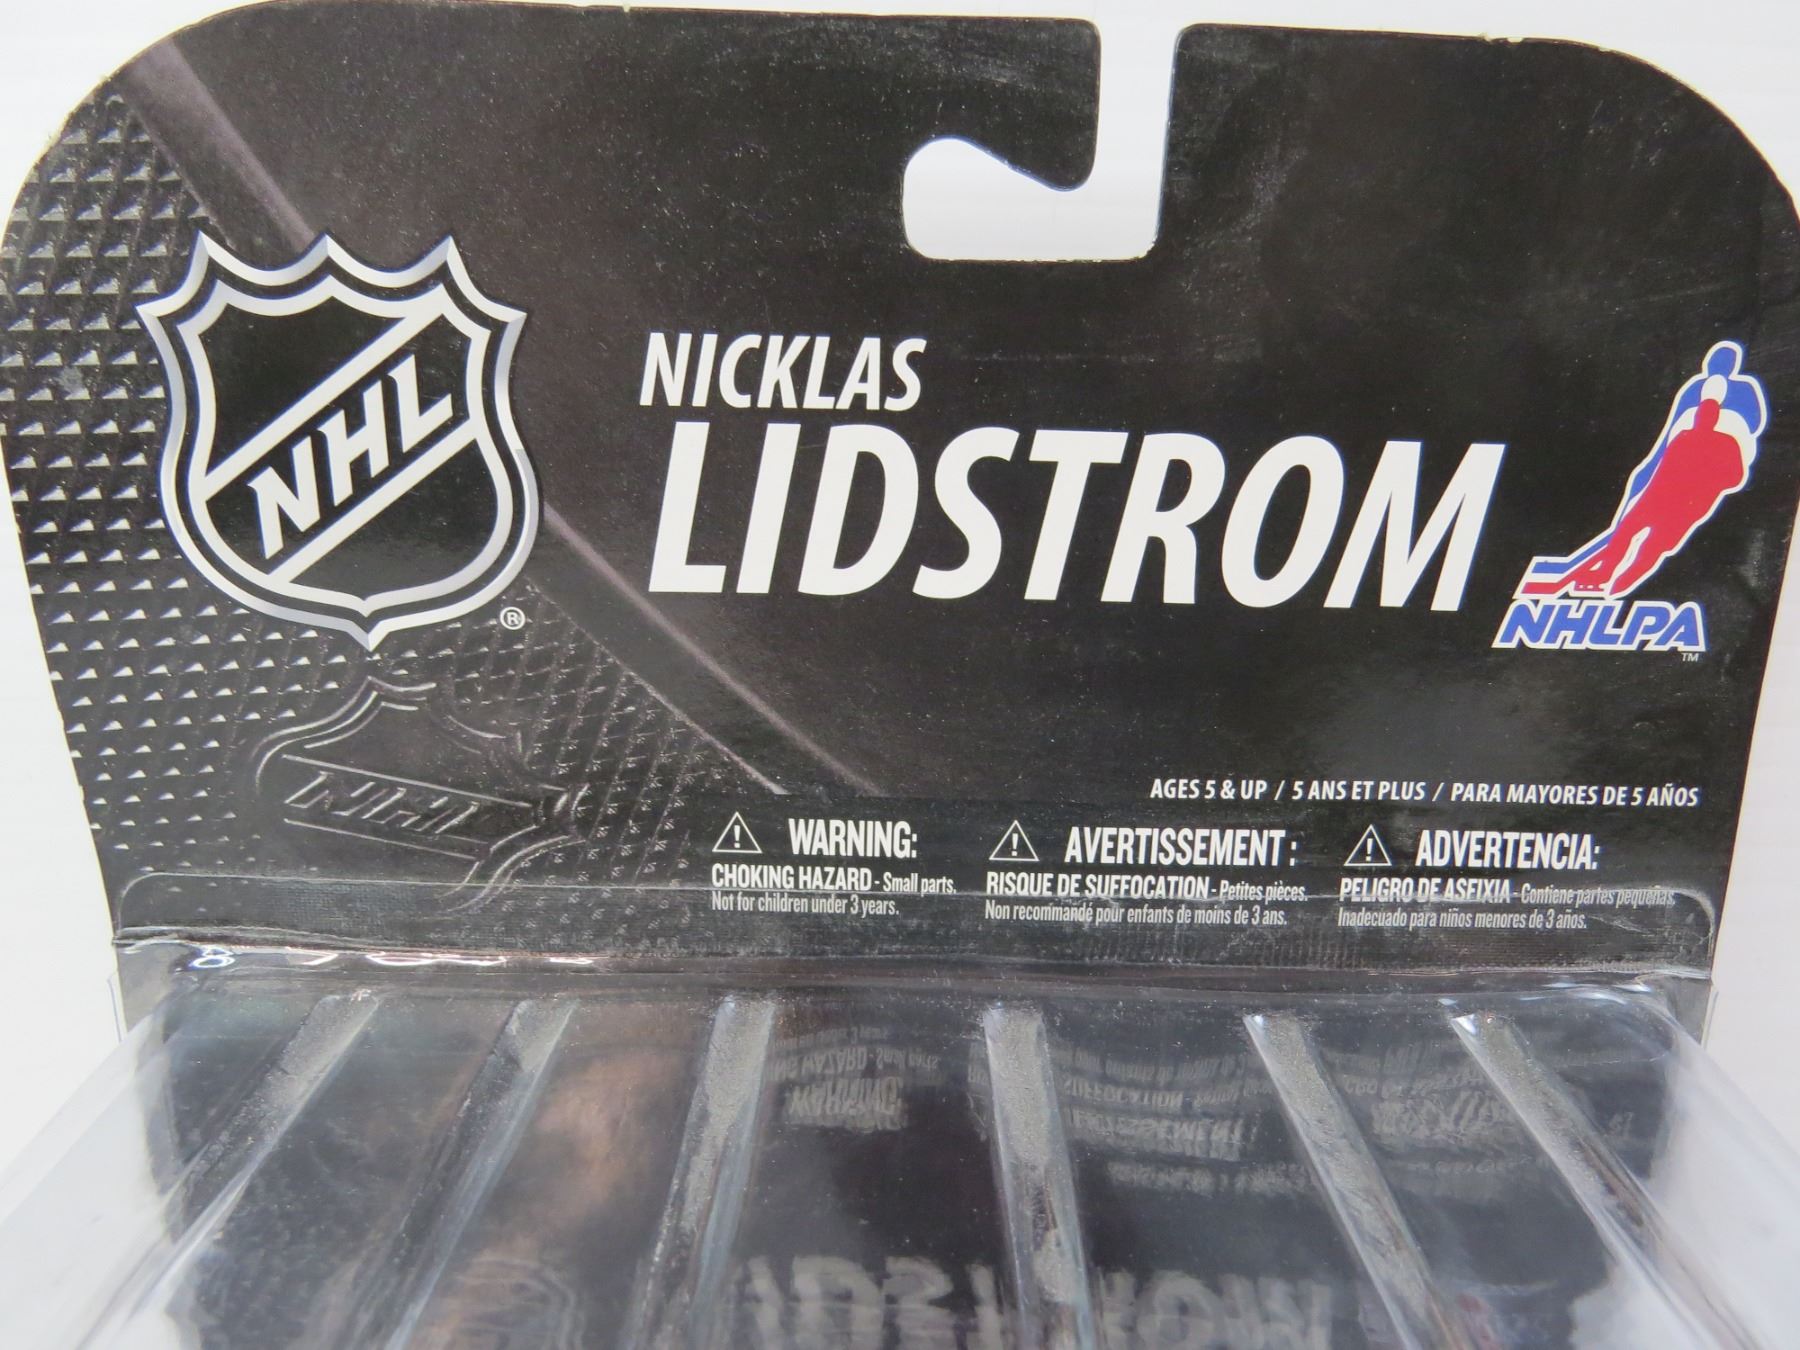 NHL
®
NICKLAS
LIDSTROM
NHLPA
TM
NHL
AGES 5 & UP / 5 ANS ET PLUS / PARA MAYORES DE 5 AÑOS
WARNING:
CHOKING HAZARD - Small parts.
Not for children under 3 years.
AVERTISSEMENT :
RISQUE DE SUFFOCATION - Petites pièces.
Non recommandé pour enfants de moins de 3 ans.
ADVERTENCIA:
PELIGRO DE ASFIXIA - Contiene partes pequeñas.
Inadecuado para niños menores de 3 años.